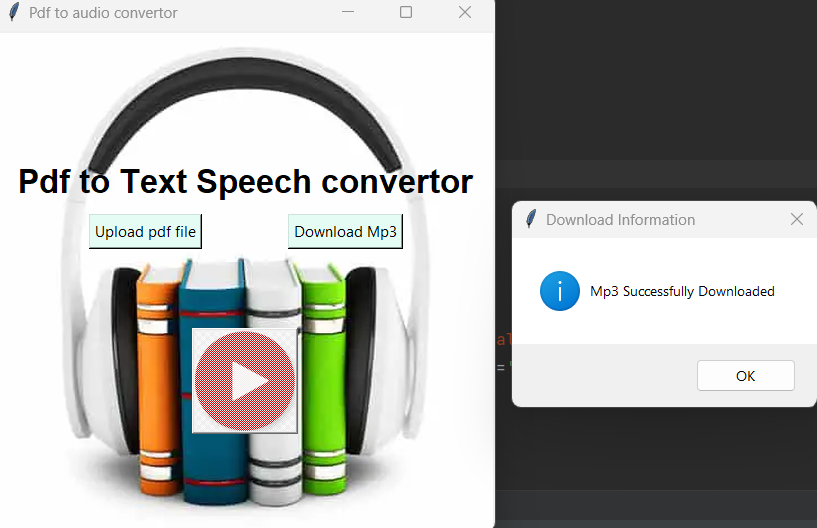 Pdf to audio convertor
Pdf to Text Speech convertor
Upload pdf file
Download Mp3
Download Information
Mp3 Successfully Downloaded
OK